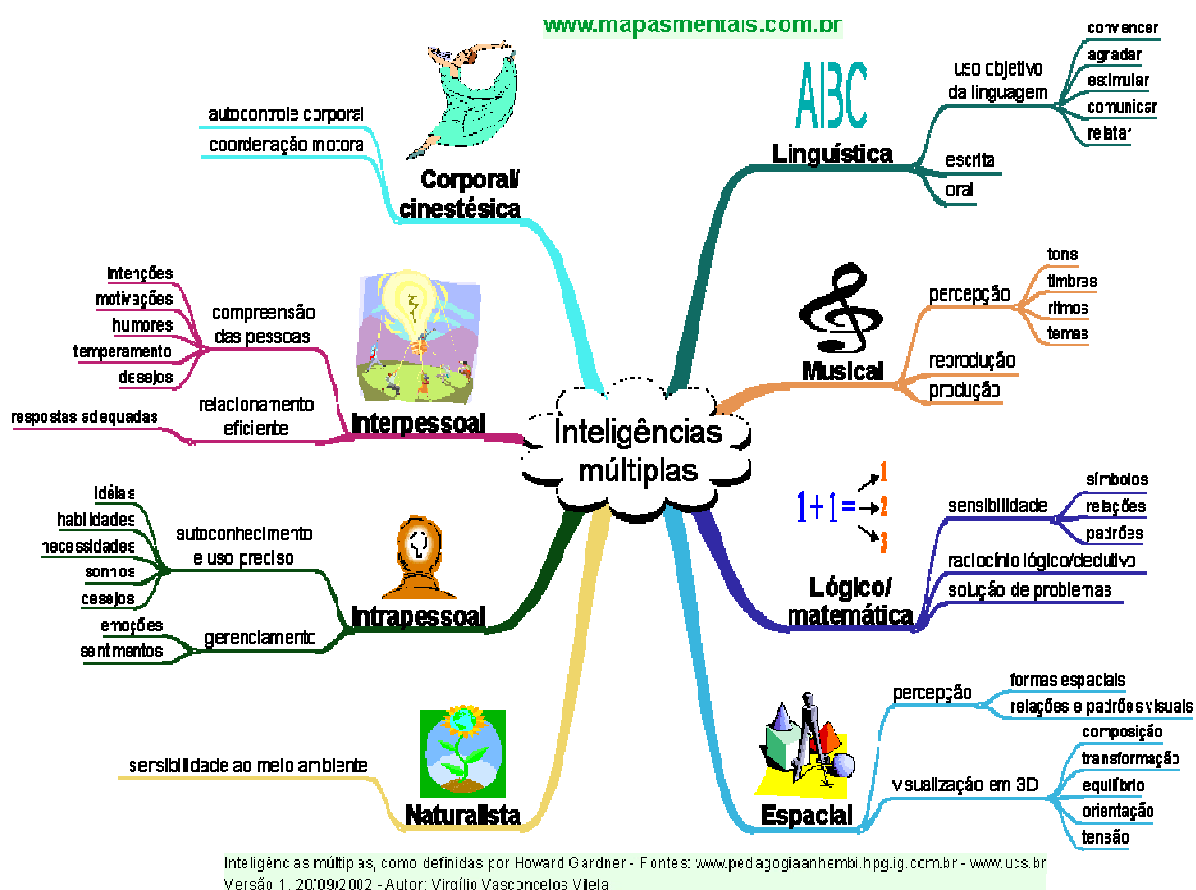 www.mapasmentais.com.br
Inteligências
múltiplas
ABC
Linguística
uso objetivo
da linguagem
convencer
agradar
estimular
comunicar
relatar
escrita
oral
Musical
percepção
tons
timbres
ritmos
temas
reprodução
produção
1+1=
1
2
3
Lógico/
matemática
sensibilidade
símbolos
relações
padrões
raciocínio lógico/dedutivo
solução de problemas
Espacial
percepção
formas espaciais
relações e padrões visuais
visualização em 3D
composição
transformação
equilíbrio
orientação
tensão
Corporal/
cinestésica
autocontrole corporal
coordenação motora
Interpessoal
compreensão
das pessoas
intenções
motivações
humores
temperamento
desejos
relacionamento
eficiente
respostas adequadas
Intrapessoal
autoconhecimento
e uso preciso
idéias
habilidades
necessidades
sonhos
desejos
gerenciamento
emoções
sentimentos
Naturalista
sensibilidade ao meio ambiente
Inteligências múltiplas, como definidas por Howard Gardner - Fontes: www.pedagogiaanhembi.hpg.ig.com.br - www.ucs.br
Versão 1, 20/09/2002 - Autor: Virgílio Vasconcelos Vilela